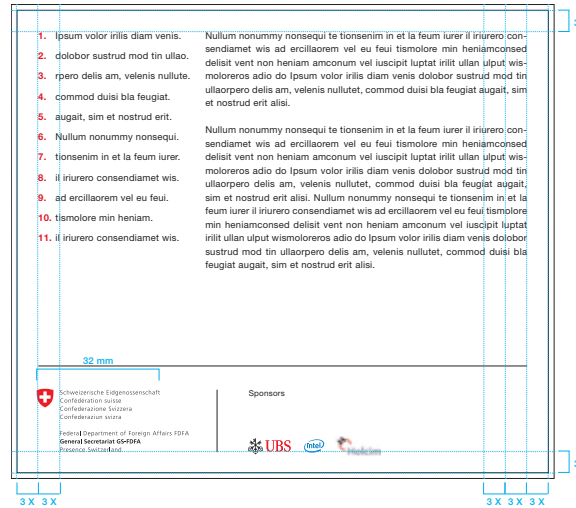 1. Ipsum volor irilis diam venis.
2. dolobor sustrud mod tin ullao.
3. rpero delis am, velenis nullute.
4. commod duisi bla feugiat.
5. augait, sim et nostrud erit.
6. Nullum nonummy nonsequi.
7. tionsenim in et la feum iurer.
8. il iriurero consendiamet wis.
9. ad ercillaorem vel eu feui.
10. tismolore min heniam.
11. il iriurero consendiamet wis.
Nullum nonummy nonsequi te tionsenim in et la feum iurer il iriurero con-
sendiamet wis ad ercillaorem vel eu feui tismolore min heniamconsed
delisit vent non heniam amconum vel iuscipit luptat irilit ullan ulput wis-
moloreros adio do Ipsum volor irilis diam venis dolobor sustrud mod tin
ullaorpero delis am, velenis nullutet, commod duisi bla feugiat augait, sim
et nostrud erit alisi.
Nullum nonummy nonsequi te tionsenim in et la feum iurer il iriurero con-
sendiamet wis ad ercillaorem vel eu feui tismolore min heniamconsed
delisit vent non heniam amconum vel iuscipit luptat irilit ullan ulput wis-
moloreros adio do Ipsum volor irilis diam venis dolobor sustrud mod tin
ullaorpero delis am, velenis nullutet, commod duisi bla feugiat augait,
sim et nostrud erit alisi. Nullum nonummy nonsequi te tionsenim in et la
feum iurer il iriurero consendiamet wis ad ercillaorem vel eu feui tismolore
min heniamconsed delisit vent non heniam amconum vel iuscipit luptat
irilit ullan ulput wismoloreros adio do Ipsum volor irilis diam venis dolobor
sustrud mod tin ullaorpero delis am, velenis nullutet, commod duisi bla
feugiat augait, sim et nostrud erit alisi.
32 mm
Schweizerische Eidgenossenschaft
Confédération suisse
Confederazione Svizzera
Confederaziun svizra
Federal Department of Foreign Affairs FDFA
General Secretariat GS-FDFA
Presence Switzerland
Sponsors
UBS
intel
Holcim
3 X 3 X
3 X 3 X 3 X